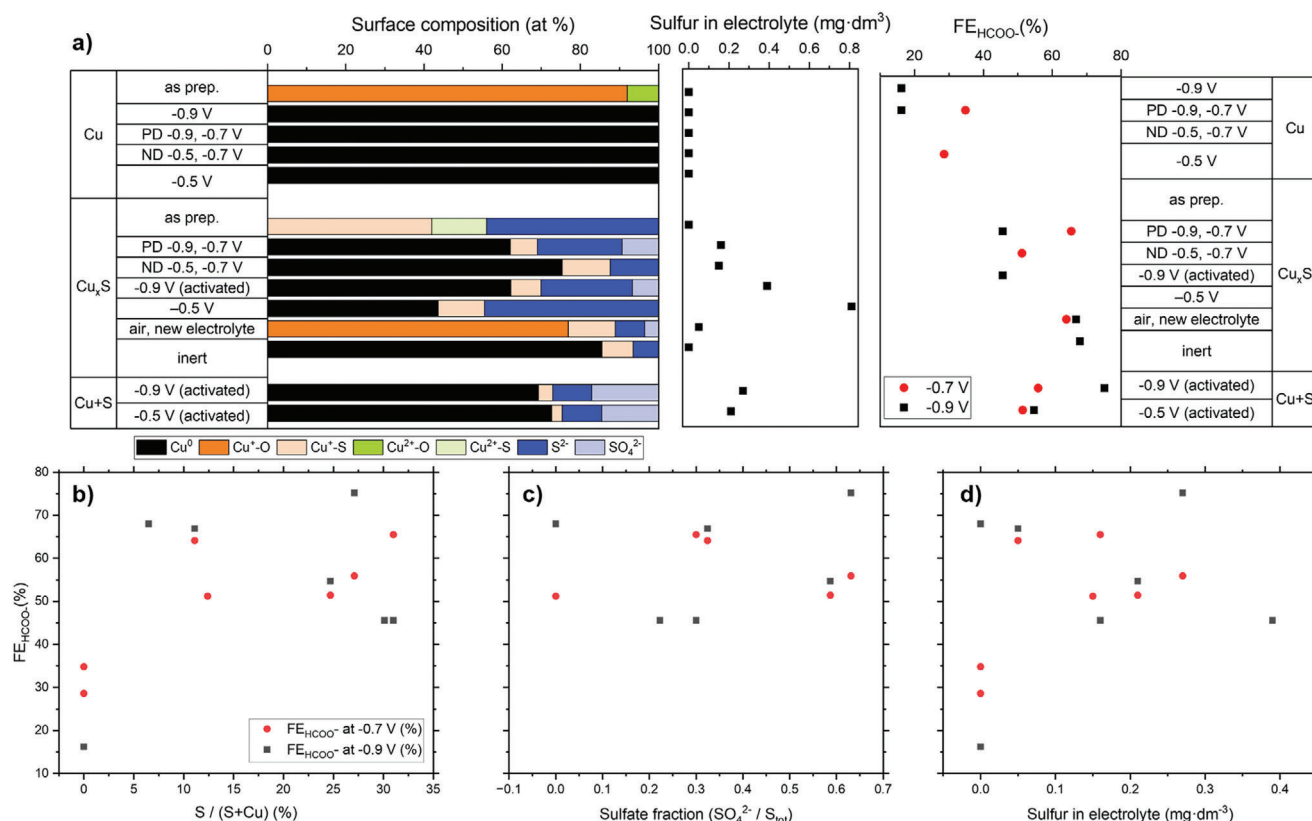 a)
Surface composition (at %)
0 20 40 60 80 100
Sulfur in electrolyte (mg·dm³)
0.0 0.2 0.4 0.6 0.8
FE_HCOO-(%)
20 40 60 80
Cu
as prep.
-0.9 V
PD -0.9, -0.7 V
ND -0.5, -0.7 V
-0.5 V
CuxS
as prep.
PD -0.9, -0.7 V
ND -0.5, -0.7 V
-0.9 V (activated)
–0.5 V
air, new electrolyte
inert
Cu+S
-0.9 V (activated)
-0.5 V (activated)
-0.7 V
-0.9 V
-0.9 V
PD -0.9, -0.7 V
ND -0.5, -0.7 V
-0.5 V
Cu
as prep.
PD -0.9, -0.7 V
ND -0.5, -0.7 V
-0.9 V (activated)
-0.5 V
air, new electrolyte
inert
CuxS
-0.9 V (activated)
-0.5 V (activated)
Cu+S
Cu⁰ Cu⁺-O Cu⁺-S Cu²⁺-O Cu²⁺-S S²⁻ SO₄²⁻
b)
FE_HCOO-(%)
80
70
60
50
40
30
20
10
FE_HCOO- at -0.7 V (%)
FE_HCOO- at -0.9 V (%)
0 5 10 15 20 25 30 35
S / (S+Cu) (%)
c)
−0.1 0.0 0.1 0.2 0.3 0.4 0.5 0.6 0.7
Sulfate fraction (SO₄²⁻ / S_tot)
d)
0.0 0.1 0.2 0.3 0.4
Sulfur in electrolyte (mg·dm⁻³)